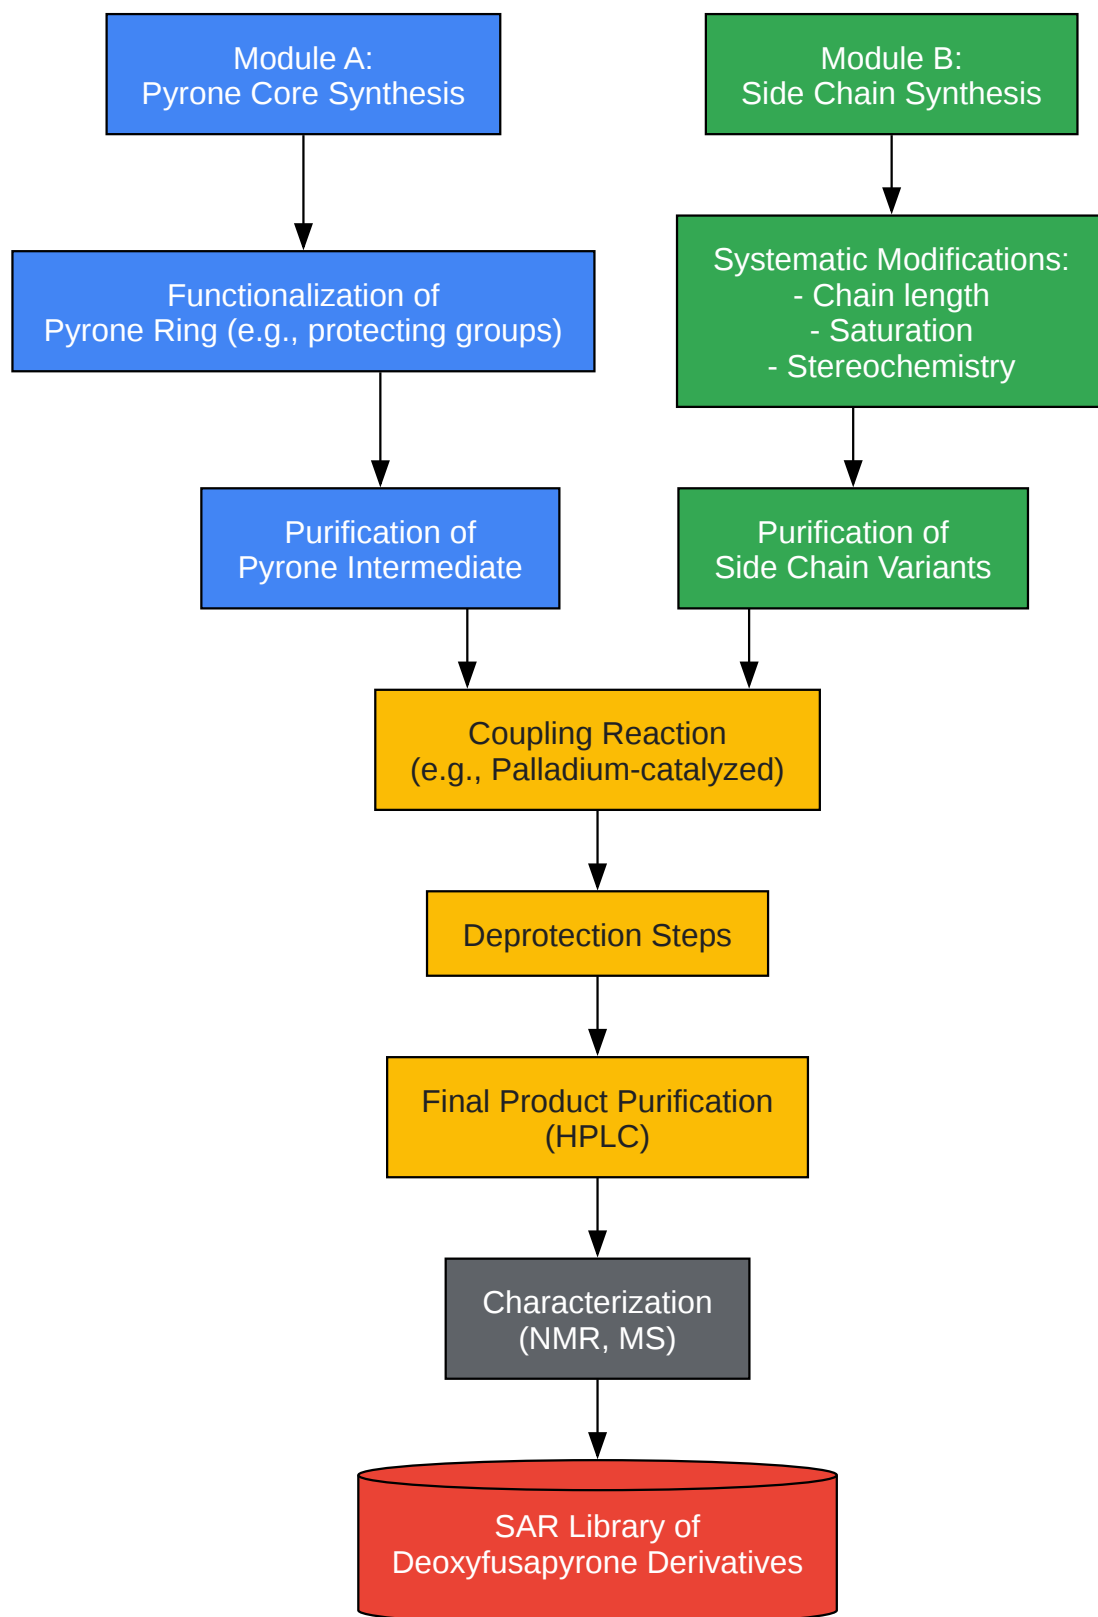 Module A:
Pyrone Core Synthesis
Module B:
Side Chain Synthesis
Functionalization of
Pyrone Ring (e.g., protecting groups)
Systematic Modifications:
- Chain length
- Saturation
- Stereochemistry
Purification of
Pyrone Intermediate
Purification of
Side Chain Variants
Coupling Reaction
(e.g., Palladium-catalyzed)
Deprotection Steps
Final Product Purification
(HPLC)
Characterization
(NMR, MS)
SAR Library of
Deoxyfusapyrone Derivatives